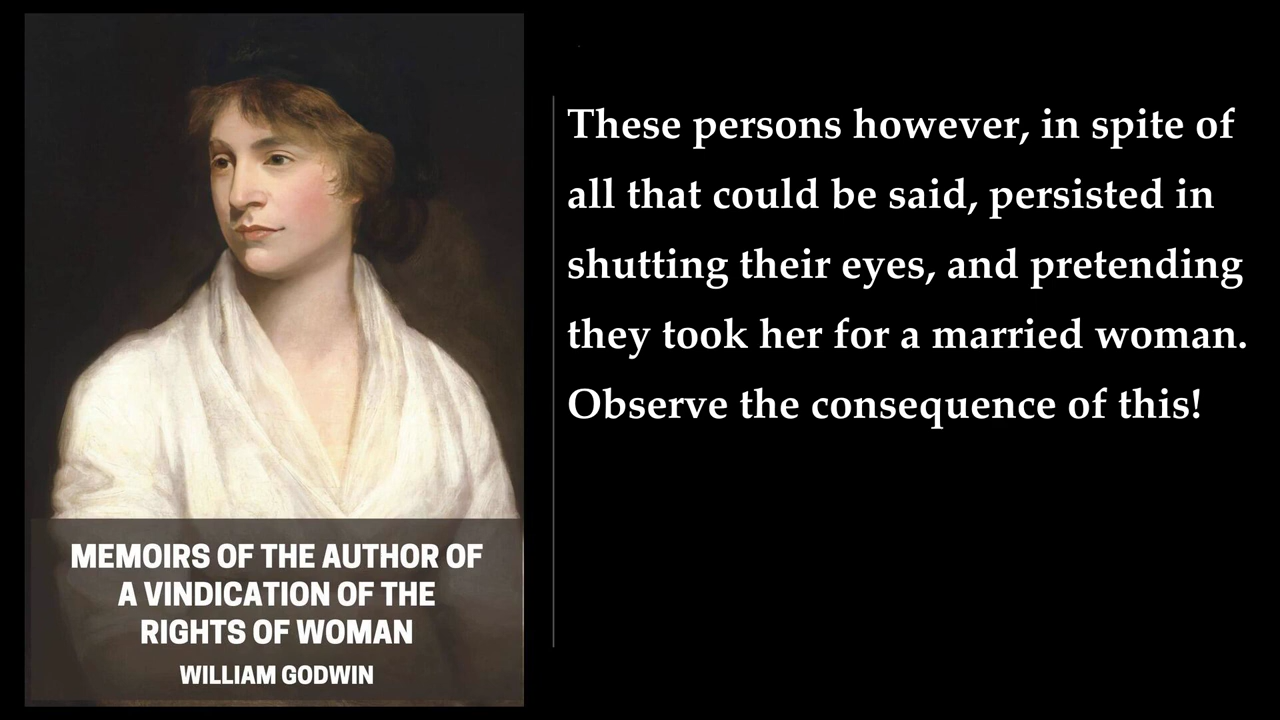 MEMOIRS OF THE AUTHOR OF
A VINDICATION OF THE
RIGHTS OF WOMAN
WILLIAM GODWIN
These persons however, in spite of
all that could be said, persisted in
shutting their eyes, and pretending
they took her for a married woman.
Observe the consequence of this!